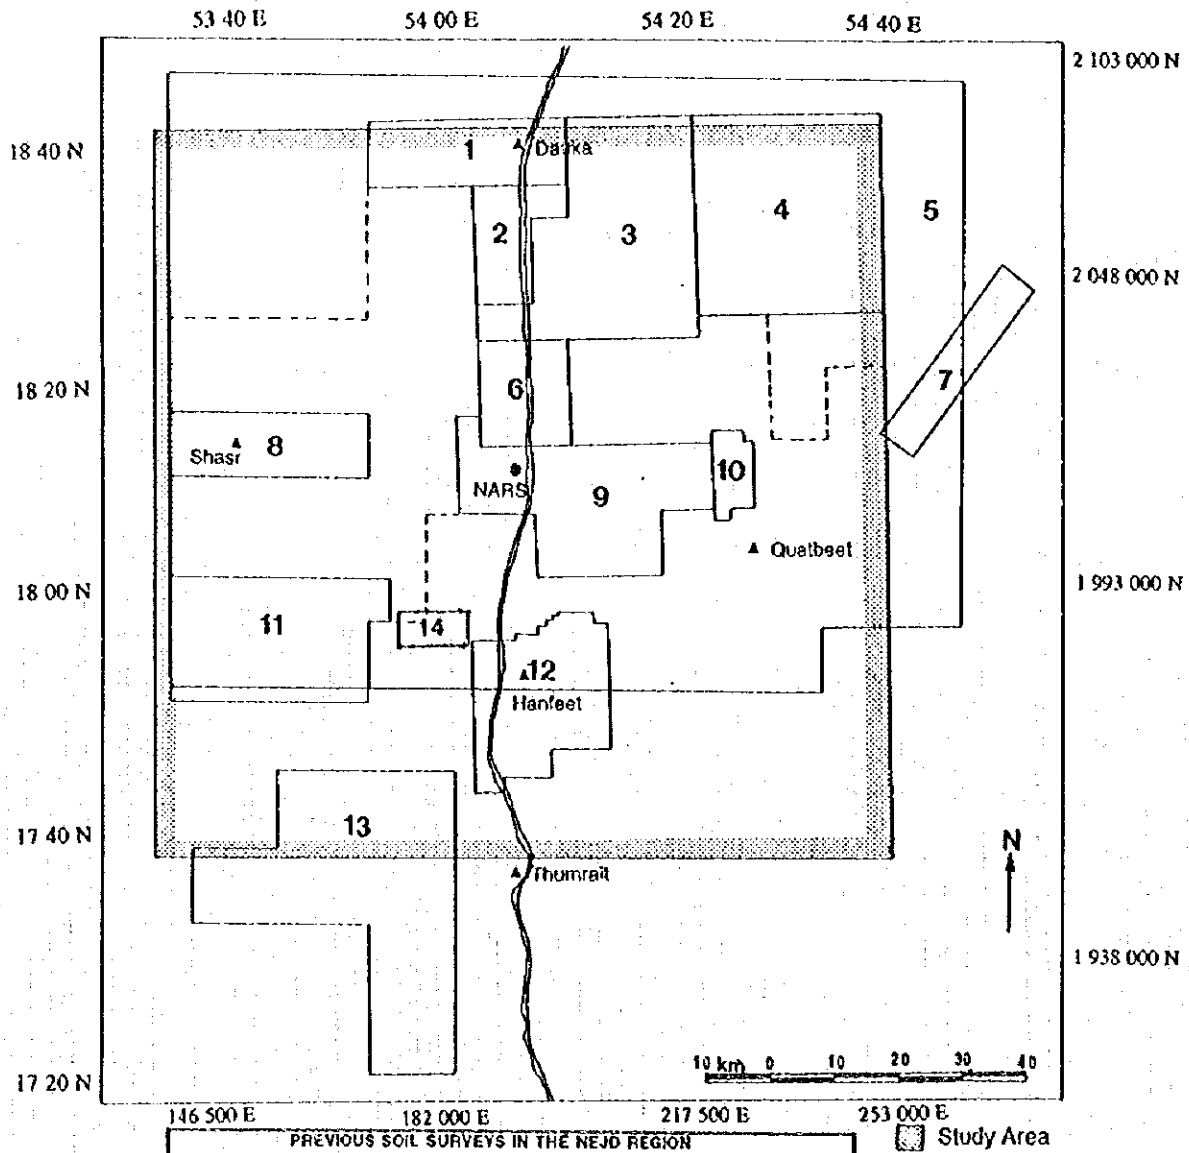 53 40 E 54 00 E 54 20 E 54 40 E
2 103 000 N
18 40 N
1
Dauka
2
3
4
5
2 048 000 N
18 20 N
6
7
8
Shasr
NARS
9
10
Quatbeet
18 00 N
1 993 000 N
11
14
12
Hanfeet
17 40 N
13
Thumrait
N
1 938 000 N
10 km 0 10 20 30 40
17 20 N
146 500 E 182 000 E 217 500 E 253 000 E
PREVIOUS SOIL SURVEYS IN THE NEJD REGION
Study Area